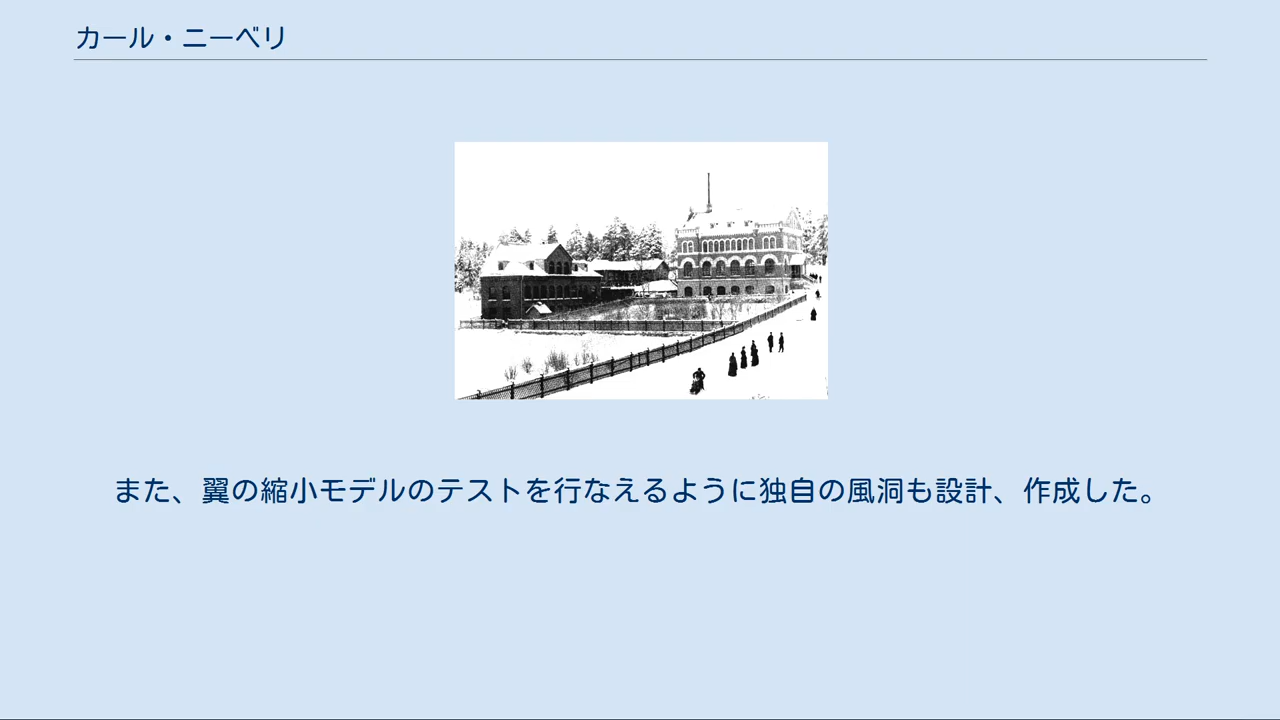 カール・ニーベリ
また、翼の縮小モデルのテストを行なえるように独自の風洞も設計、作成した。